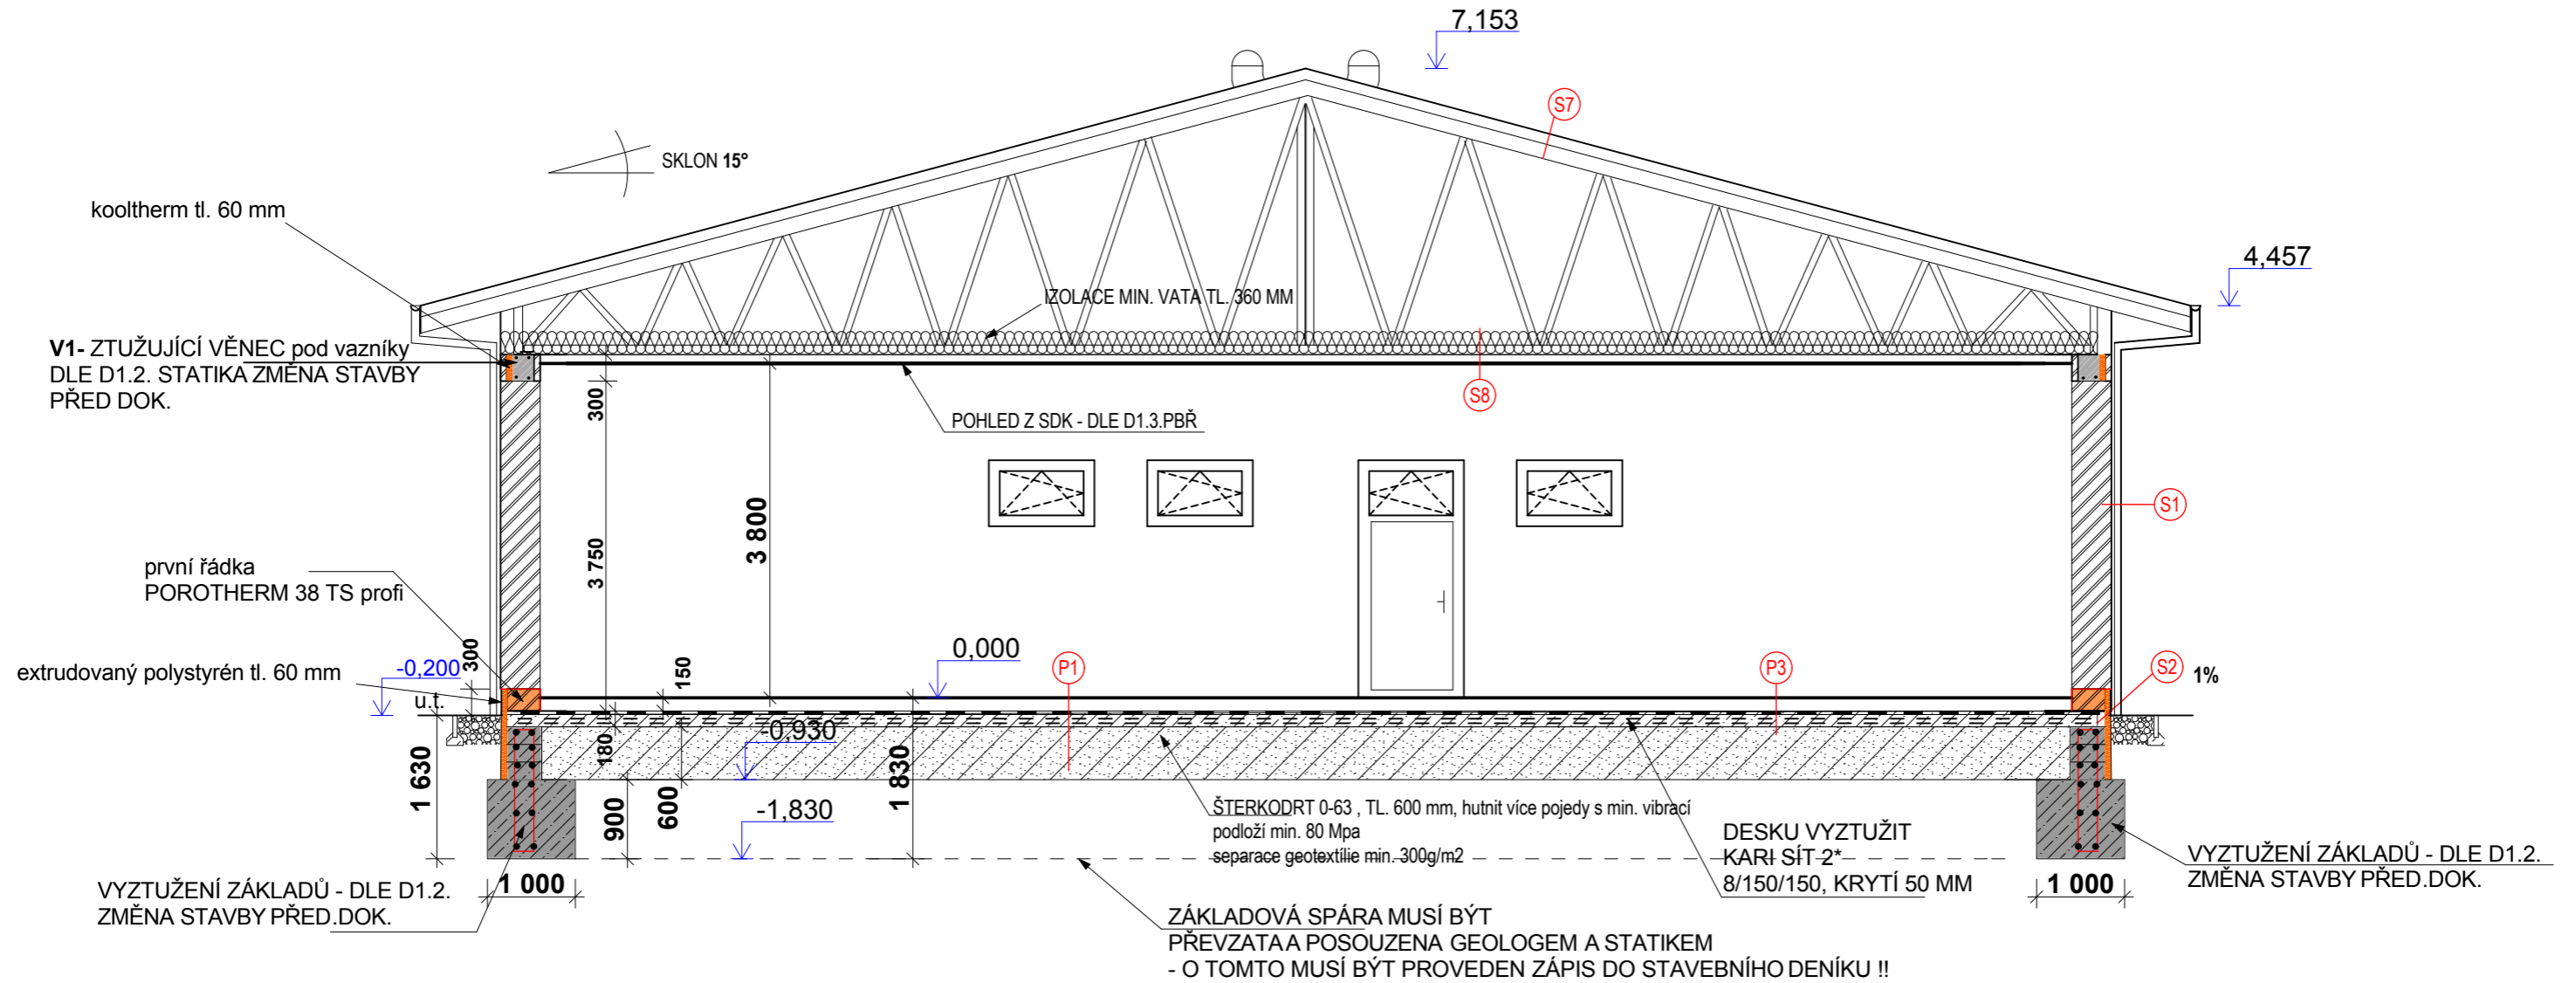 7,153
S7
SKLON 15°
kooltherm tl. 60 mm
4,457
IZOLACE MIN. VATA TL. 360 MM
V1- ZTUŽUJÍCÍ VĚNEC pod vazníky
DLE D1.2. STATIKA ZMĚNA STAVBY
PŘED DOK.
S8
300
POHLED Z SDK - DLE D1.3.PBŘ
S1
3 800
3 750
první řádka
POROTHERM 38 TS profi
300
0,000
150
P1
P3
S2
1%
extrudovaný polystyrén tl. 60 mm
-0,200
u.t.
-0,930
180
1 630
1 830
600
900
-1,830
ŠTERKODRT 0-63 , TL. 600 mm, hutnit více pojedy s min. vibrací
podloží min. 80 Mpa
separace geotextílie min. 300g/m2
DESKU VYZTUŽIT
KARI SÍT 2*
8/150/150, KRYTÍ 50 MM
VYZTUŽENÍ ZÁKLADŮ - DLE D1.2.
ZMĚNA STAVBY PŘED.DOK.
1 000
1 000
VYZTUŽENÍ ZÁKLADŮ - DLE D1.2.
ZMĚNA STAVBY PŘED.DOK.
ZÁKLADOVÁ SPÁRA MUSÍ BÝT
PŘEVZATA A POSOUZENA GEOLOGEM A STATIKEM
- O TOMTO MUSÍ BÝT PROVEDEN ZÁPIS DO STAVEBNÍHO DENÍKU !!